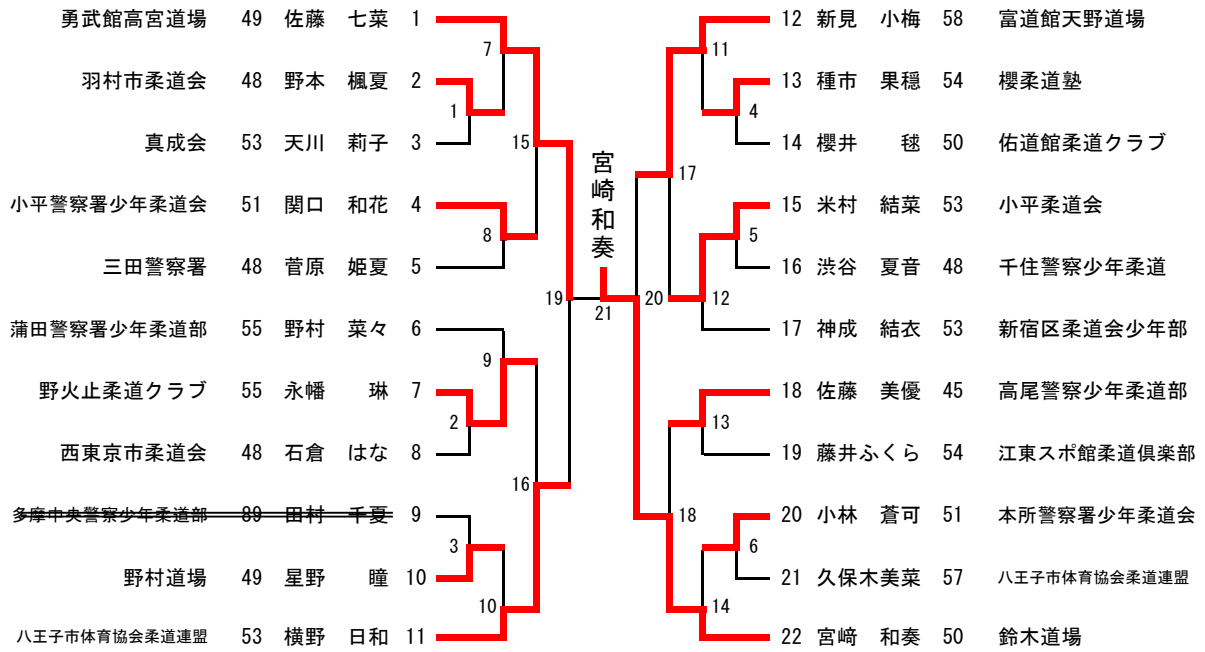 勇武館高宮道場 49 佐藤 七菜 1
羽村市柔道会 48 野本 楓夏 2
真成会 53 天川 莉子 3
小平警察署少年柔道会 51 関口 和花 4
三田警察署 48 菅原 姫夏 5
蒲田警察署少年柔道部 55 野村 菜々 6
野火止柔道クラブ 55 永幡 琳 7
西東京市柔道会 48 石倉 はな 8
多摩中央警察少年柔道部 89 田村 千夏 9
野村道場 49 星野 瞳 10
八王子市体育協会柔道連盟 53 横野 日和 11
7
1
15
8
19
9
2
16
3
10
宮崎和奏
21
11
4
17
5
20
12
13
18
6
14
12 新見 小梅 58 富道館天野道場
13 種市 果穏 54 櫻柔道塾
14 櫻井 毬 50 佑道館柔道クラブ
15 米村 結菜 53 小平柔道会
16 渋谷 夏音 48 千住警察少年柔道
17 神成 結衣 53 新宿区柔道会少年部
18 佐藤 美優 45 高尾警察少年柔道部
19 藤井ふくら 54 江東スポ館柔道倶楽部
20 小林 蒼可 51 本所警察署少年柔道会
21 久保木美菜 57 八王子市体育協会柔道連盟
22 宮﨑 和奏 50 鈴木道場